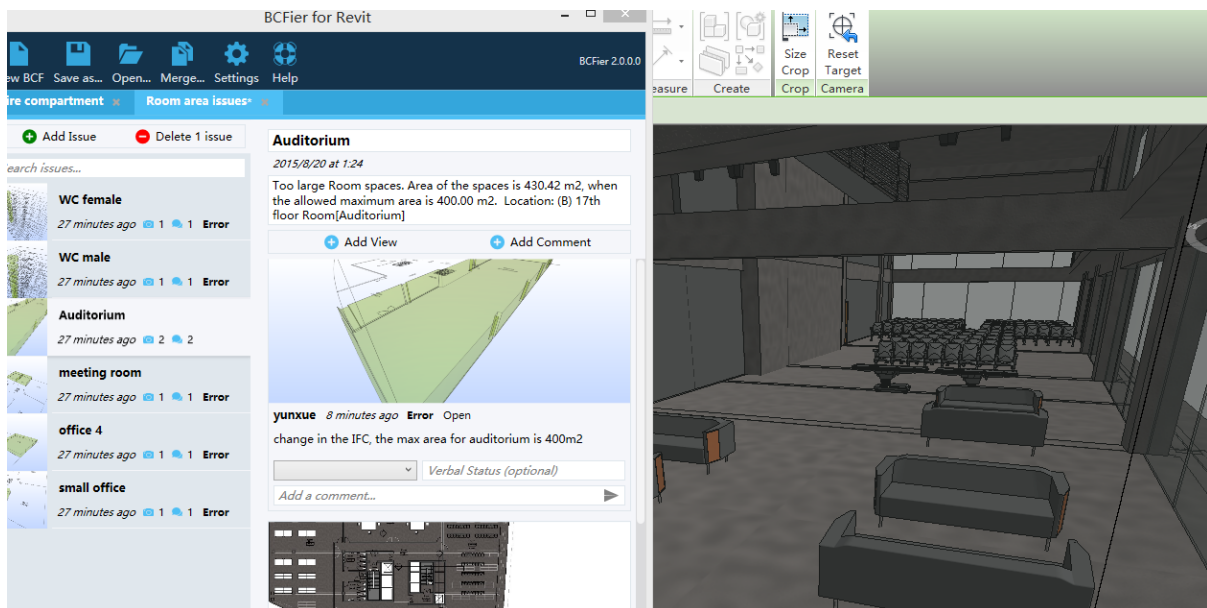 BCFier for Revit
ew BCF Save as... Open... Merge... Settings Help
BCFier 2.0.0.0
ire compartment × Room area issues* ×
Add Issue Delete 1 issue
earch issues...
WC female
27 minutes ago 1 1 Error
WC male
27 minutes ago 1 1 Error
Auditorium
27 minutes ago 2 2
meeting room
27 minutes ago 1 1 Error
office 4
27 minutes ago 1 1 Error
small office
27 minutes ago 1 1 Error
Auditorium
2015/8/20 at 1:24
Too large Room spaces. Area of the spaces is 430.42 m2, when
the allowed maximum area is 400.00 m2. Location: (B) 17th
floor Room[Auditorium]
Add View Add Comment
yunxue 8 minutes ago Error Open
change in the IFC, the max area for auditorium is 400m2
Verbal Status (optional)
Add a comment...
Size Reset
Crop Target
easure Create Crop Camera